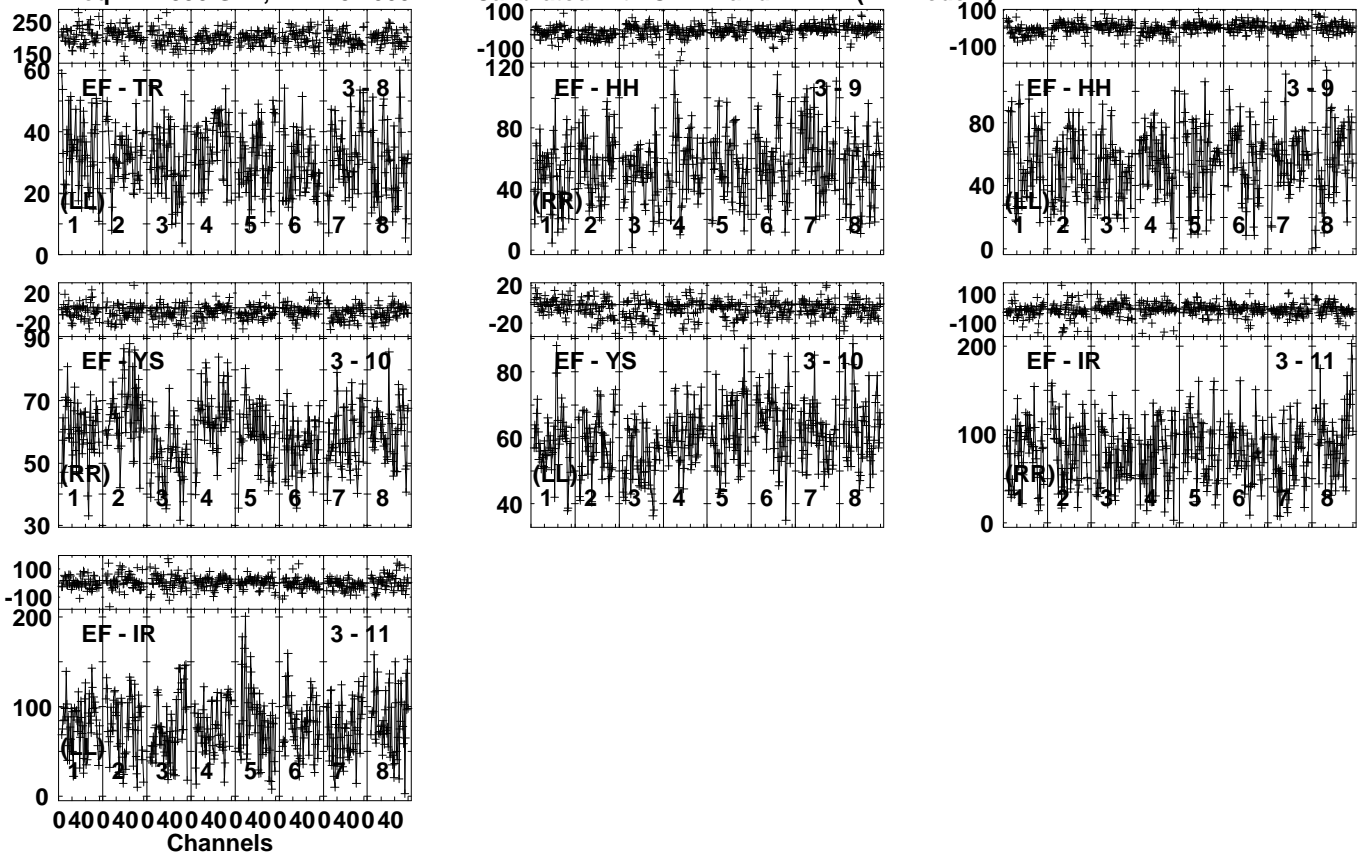 250
150
60
40
20
0
EF - TR 3 - 8
(LL)
1 2 3 4 5 6 7 8
100
-100
120
80
40
0
EF - HH 3 - 9
(RR)
1 2 3 4 5 6 7 8
100
-100
80
40
0
EF - HH 3 - 9
(LL)
1 2 3 4 5 6 7 8
20
-20
90
70
50
30
EF - YS 3 - 10
(RR)
1 2 3 4 5 6 7 8
20
-20
80
60
40
EF - YS 3 - 10
(LL)
1 2 3 4 5 6 7 8
100
-100
200
100
0
EF - IR 3 - 11
(RR)
1 2 3 4 5 6 7 8
100
-100
200
100
0
EF - IR 3 - 11
(LL)
1 2 3 4 5 6 7 8
0 40 0 40 0 40 0 40 0 40 0 40 0 40 0 40
Channels